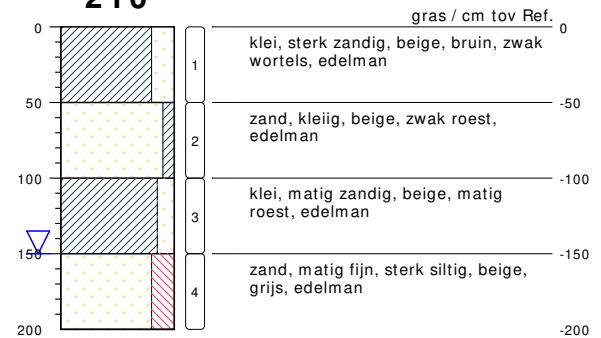 gras / cm tov Ref.
0 0
klei, sterk zandig, beige, bruin, zwak
wortels, edelman
1
50 -50
zand, kleiig, beige, zwak roest,
edelman
2
100 -100
klei, matig zandig, beige, matig
roest, edelman
3
150 -150
zand, matig fijn, sterk siltig, beige,
grijs, edelman
4
200 -200